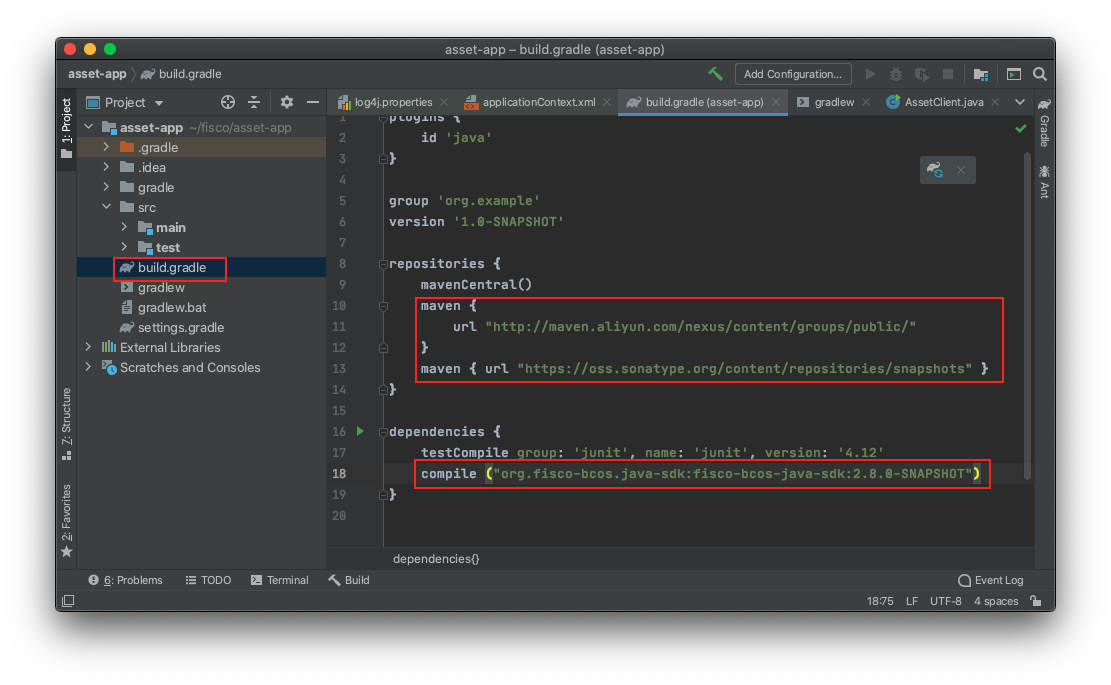 asset-app – build.gradle (asset-app)
asset-app 〉 build.gradle
Add Configuration...
1: Project
Project
log4j.properties
applicationContext.xml
build.gradle (asset-app)
gradlew
AssetClient.java
asset-app ~/fisco/asset-app
.gradle
.idea
gradle
src
main
test
build.gradle
gradlew
gradlew.bat
settings.gradle
External Libraries
Scratches and Consoles
Z: Structure
2: Favorites
1 plugins {
2 id 'java'
3 }
4
5 group 'org.example'
6 version '1.0-SNAPSHOT'
7
8 repositories {
9 mavenCentral()
10 maven {
11 url "http://maven.aliyun.com/nexus/content/groups/public/"
12 }
13 maven { url "https://oss.sonatype.org/content/repositories/snapshots" }
14 }
15
16 dependencies {
17 testCompile group: 'junit', name: 'junit', version: '4.12'
18 compile ("org.fisco-bcos.java-sdk:fisco-bcos-java-sdk:2.8.0-SNAPSHOT")
19 }
20
dependencies{}
Gradle
Ant
6: Problems
TODO
Terminal
Build
Event Log
18:75 LF UTF-8 4 spaces